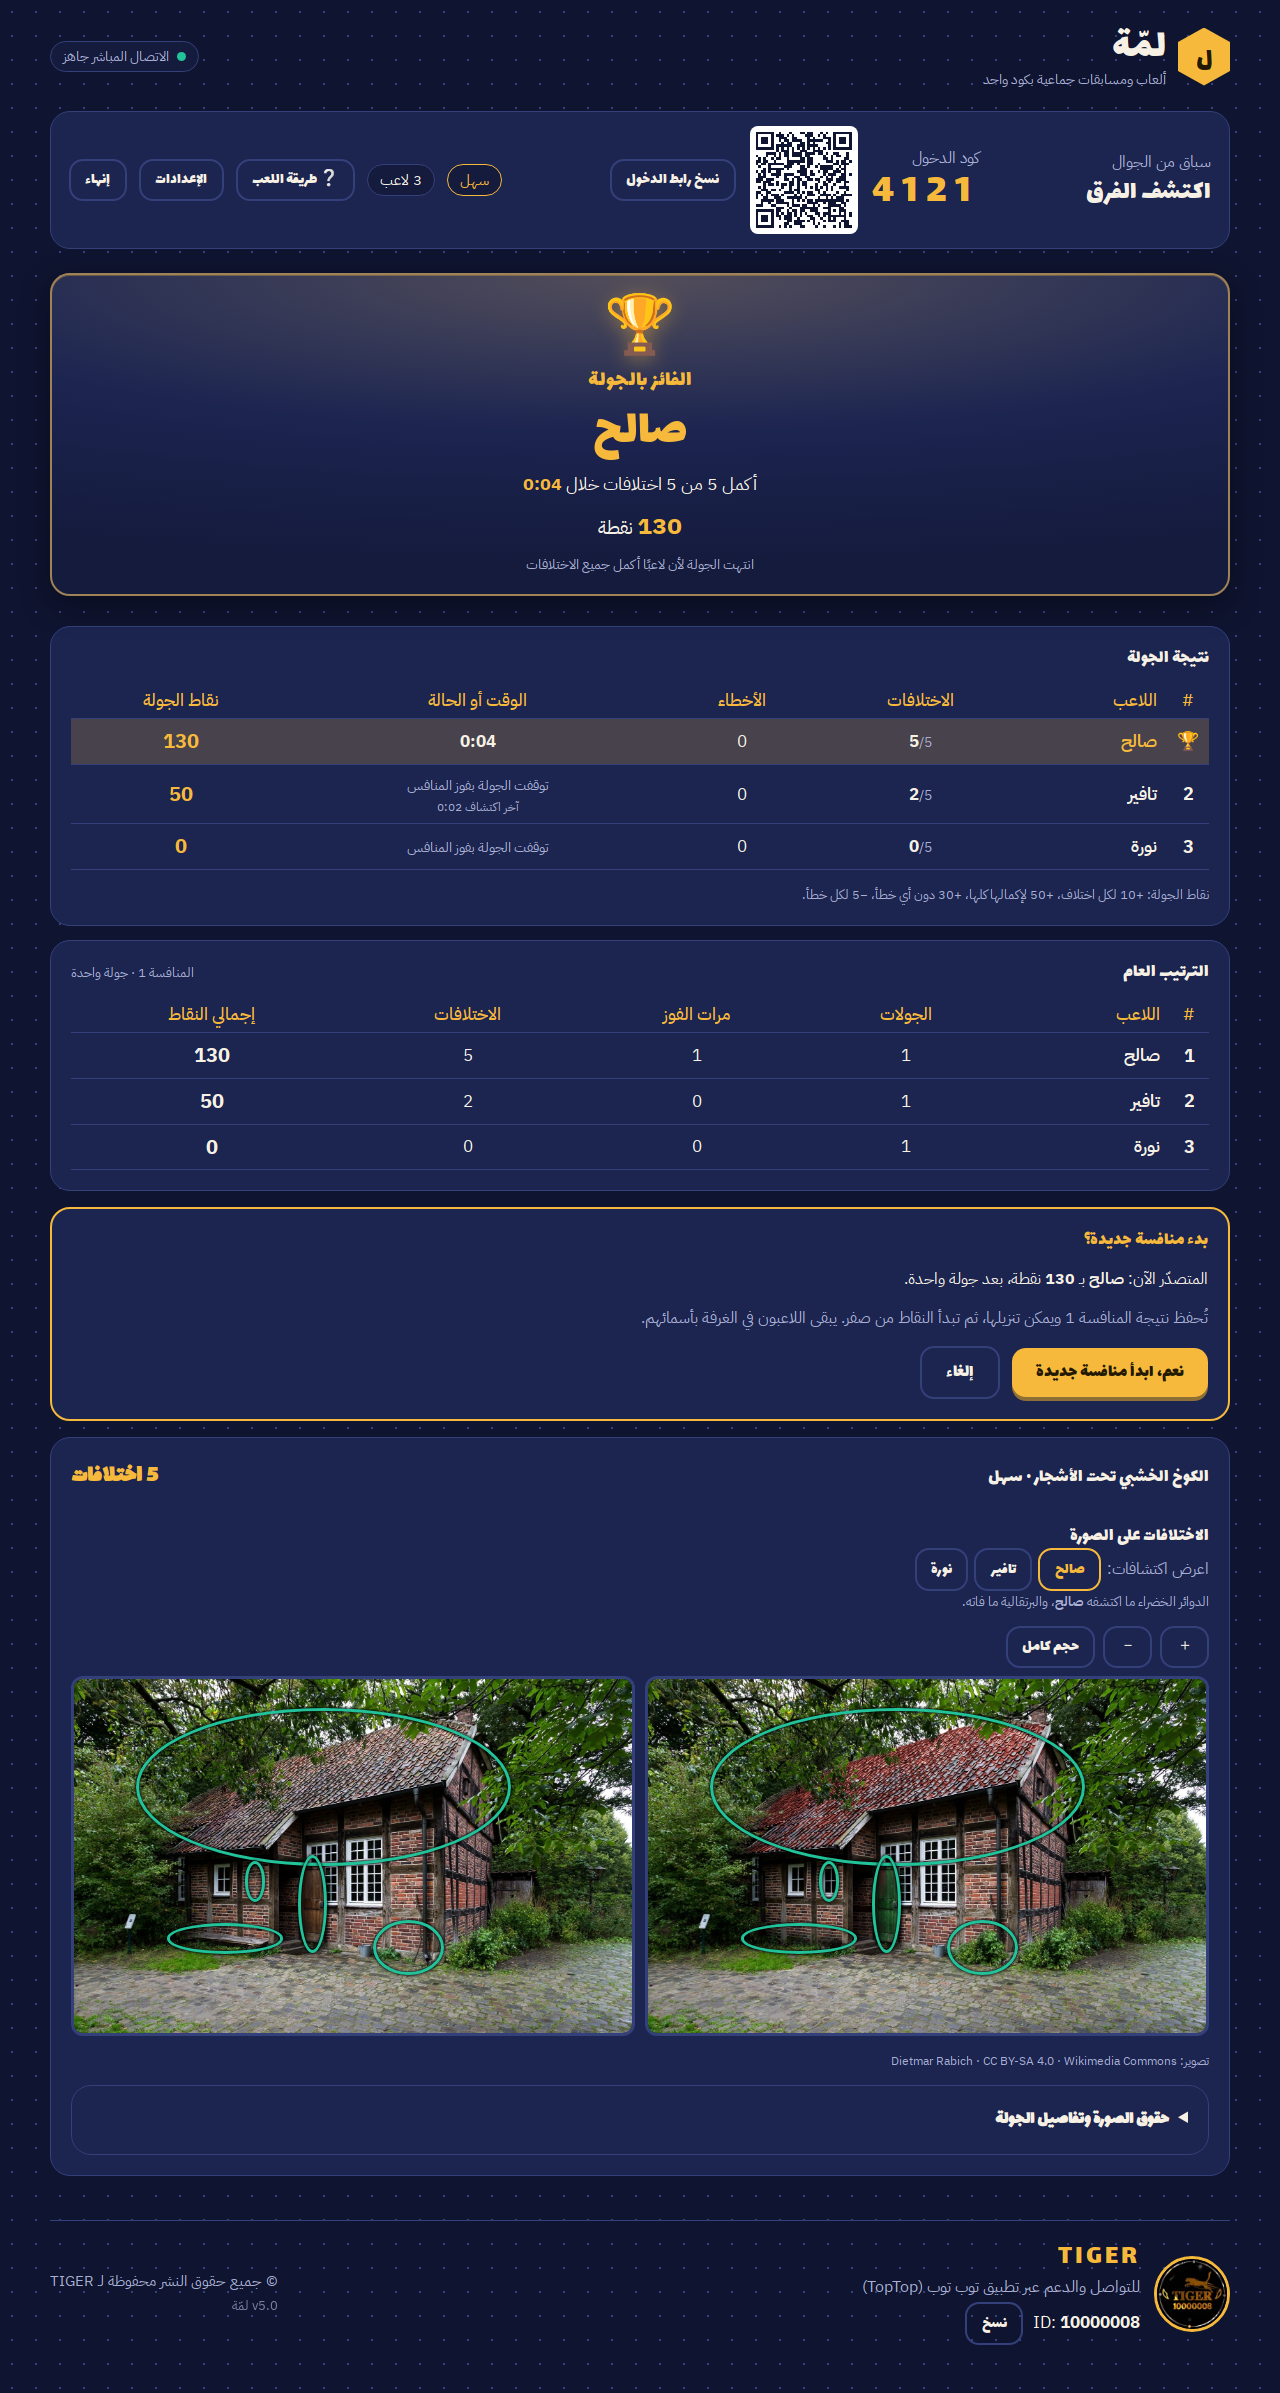 ل
لمّة
ألعاب ومسابقات جماعية بكود واحد
الاتصال المباشر جاهز
سباق من الجوال
اكتشف الفرق
كود الدخول
4121
نسخ رابط الدخول
سهل
3 لاعب
❔ طريقة اللعب
الإعدادات
إنهاء
الفائز بالجولة
صالح
أكمل 5 من 5 اختلافات خلال 0:04
130 نقطة
انتهت الجولة لأن لاعبًا أكمل جميع الاختلافات
نتيجة الجولة
# اللاعب الاختلافات الأخطاء الوقت أو الحالة نقاط الجولة
🏆 صالح 5/5 0 0:04 130
2 تافير 2/5 0 توقفت الجولة بفوز المنافس 50
آخر اكتشاف 0:02
3 نورة 0/5 0 توقفت الجولة بفوز المنافس 0
نقاط الجولة: +10 لكل اختلاف، +50 لإكمالها كلها، +30 دون أي خطأ، −5 لكل خطأ.
الترتيب العام
المنافسة 1 · جولة واحدة
# اللاعب الجولات مرات الفوز الاختلافات إجمالي النقاط
1 صالح 1 1 5 130
2 تافير 1 0 2 50
3 نورة 1 0 0 0
بدء منافسة جديدة؟
المتصدّر الآن: صالح بـ 130 نقطة، بعد جولة واحدة.
تُحفظ نتيجة المنافسة 1 ويمكن تنزيلها، ثم تبدأ النقاط من صفر. يبقى اللاعبون في الغرفة بأسمائهم.
نعم، ابدأ منافسة جديدة
إلغاء
الكوخ الخشبي تحت الأشجار · سهل
5 اختلافات
الاختلافات على الصورة
اعرض اكتشافات: صالح تافير نورة
الدوائر الخضراء ما اكتشفه صالح، والبرتقالية ما فاته.
+ − حجم كامل
تصوير: Dietmar Rabich · CC BY-SA 4.0 · Wikimedia Commons
◀ حقوق الصورة وتفاصيل الجولة
TIGER
10000008
TIGER
للتواصل والدعم عبر تطبيق توب توب (TopTop)
ID: 10000008 نسخ
© جميع حقوق النشر محفوظة لـ TIGER
لمّة v5.0